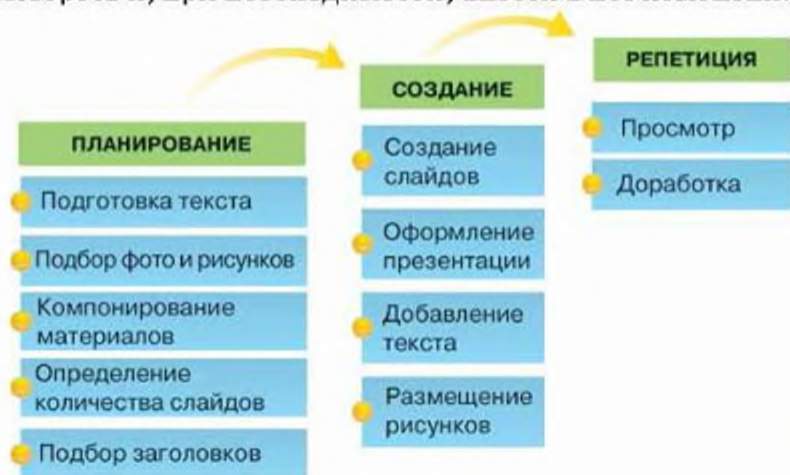 ПЛАНИРОВАНИЕ
Подготовка текста
Подбор фото и рисунков
Компонирование
материалов
Определение
количества слайдов
Подбор заголовков
СОЗДАНИЕ
Создание
слайдов
Оформление
презентации
Добавление
текста
Размещение
рисунков
РЕПЕТИЦИЯ
Просмотр
Доработка